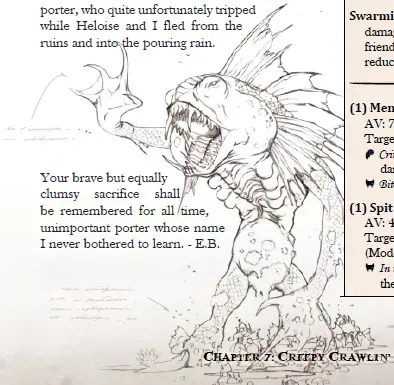 porter, who quite unfortunately tripped
while Heloise and I fled from the
ruins and into the pouring rain.
Your brave but equally
clumsy sacrifice shall
be remembered for all time,
unimportant porter whose name
I never bothered to learn. - E.B.
Swarmi
dama
friend
reduc
(1) Men
AV: 7
Targe
Cri
da
Bit
(1) Spit
AV: 4
Targe
(Mod
In
the
Chapter 7: Creepy Crawlin'